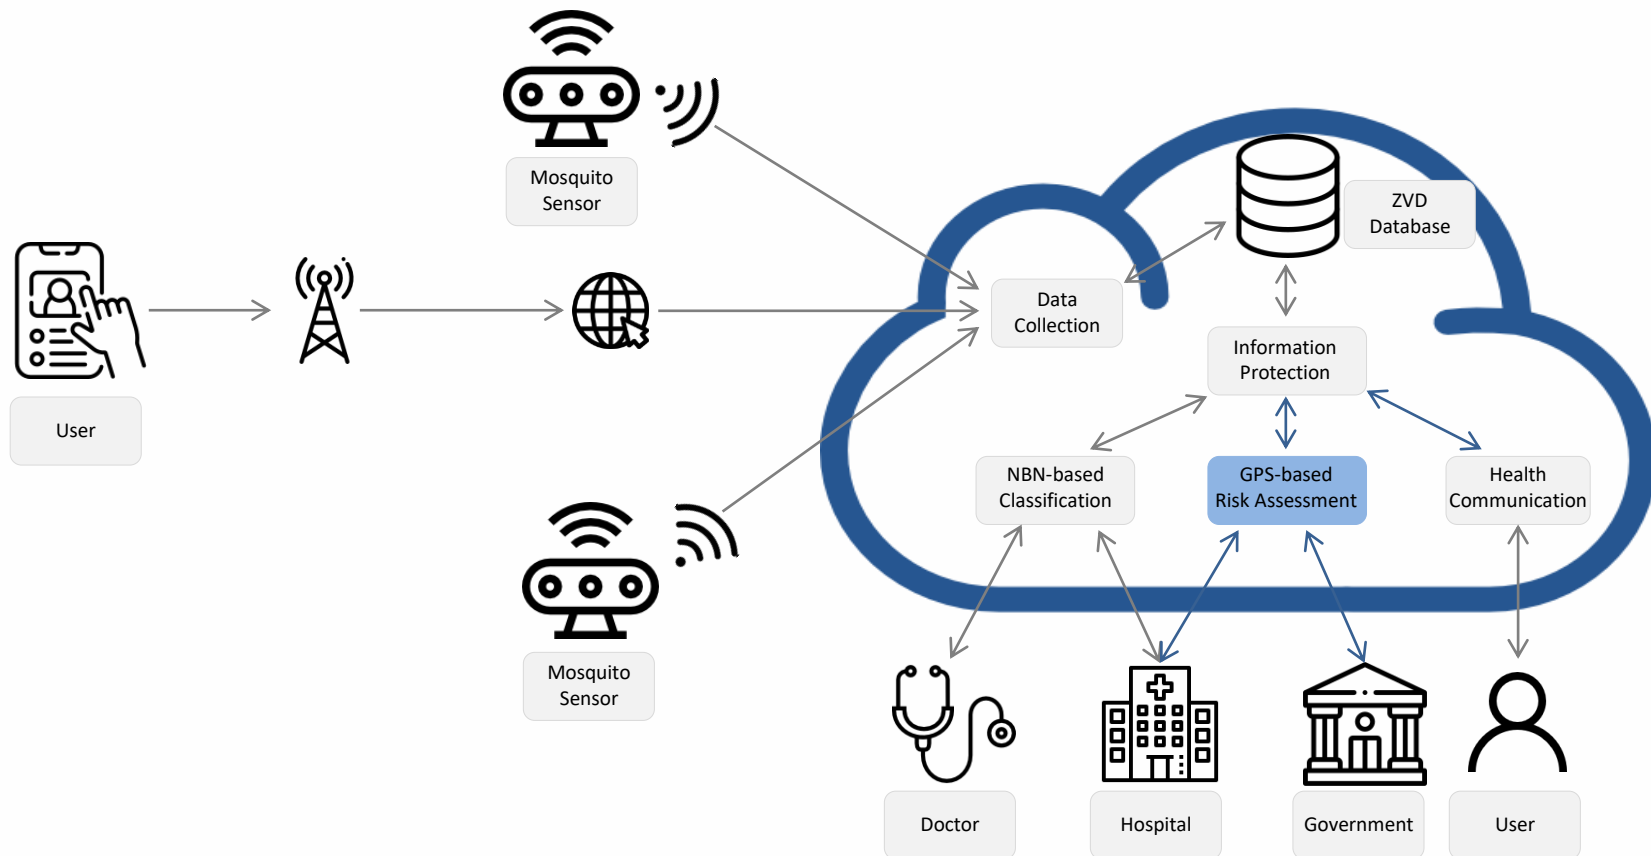 Mosquito
Sensor
ZVD
Database
Data
Collection
Information
Protection
User
NBN-based
Classification
GPS-based
Risk Assessment
Health
Communication
Mosquito
Sensor
Doctor
Hospital
Government
User